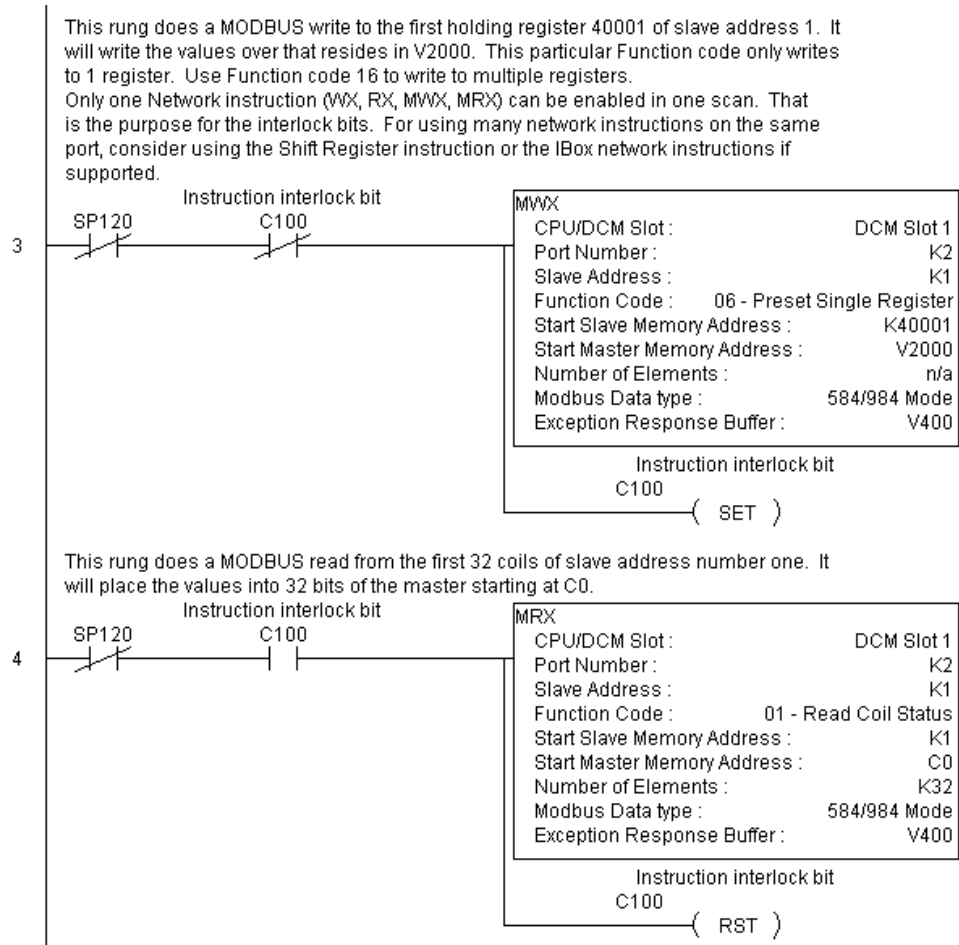 This rung does a MODBUS write to the first holding register 40001 of slave address 1. It
will write the values over that resides in V2000. This particular Function code only writes
to 1 register. Use Function code 16 to write to multiple registers.
Only one Network instruction (WX, RX, MWX, MRX) can be enabled in one scan. That
is the purpose for the interlock bits. For using many network instructions on the same
port, consider using the Shift Register instruction or the IBox network instructions if
supported.
Instruction interlock bit
SP120 C100
3
MWX
CPU/DCM Slot : DCM Slot 1
Port Number : K2
Slave Address : K1
Function Code : 06 - Preset Single Register
Start Slave Memory Address : K40001
Start Master Memory Address : V2000
Number of Elements : n/a
Modbus Data type : 584/984 Mode
Exception Response Buffer : V400
Instruction interlock bit
C100
( SET )
This rung does a MODBUS read from the first 32 coils of slave address number one. It
will place the values into 32 bits of the master starting at C0.
Instruction interlock bit
SP120 C100
4
MRX
CPU/DCM Slot : DCM Slot 1
Port Number : K2
Slave Address : K1
Function Code : 01 - Read Coil Status
Start Slave Memory Address : K1
Start Master Memory Address : C0
Number of Elements : K32
Modbus Data type : 584/984 Mode
Exception Response Buffer : V400
Instruction interlock bit
C100
( RST )